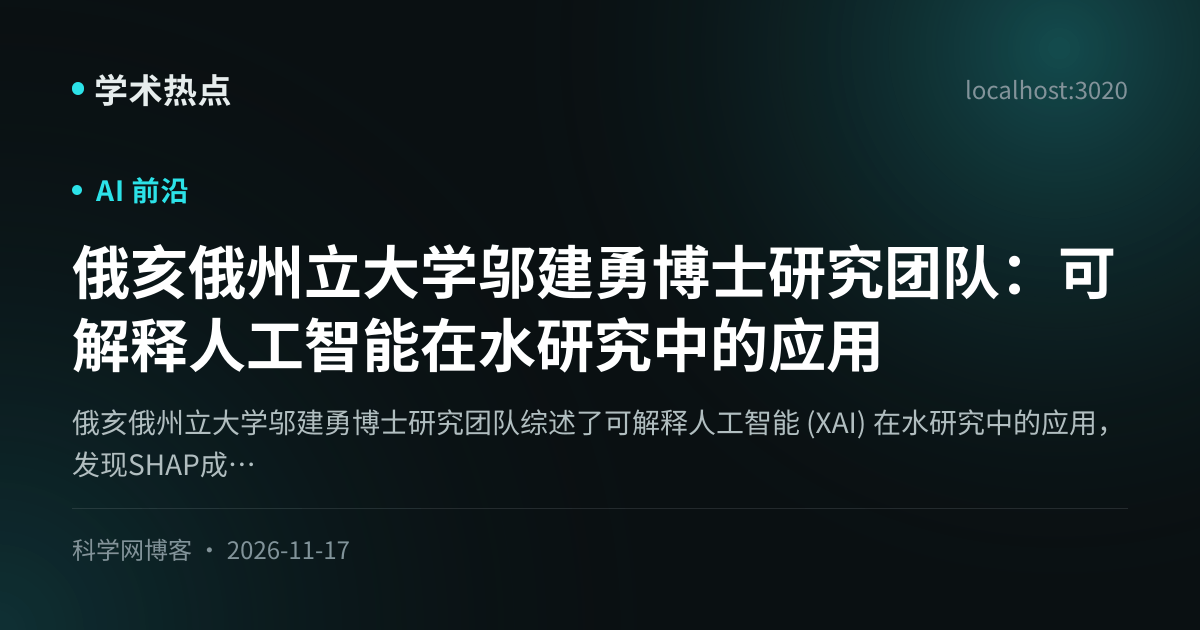 学术热点
localhost:3020
AI 前沿
俄亥俄州立大学邬建勇博士研究团队：可
解释人工智能在水研究中的应用
俄亥俄州立大学邬建勇博士研究团队综述了可解释人工智能 (XAI) 在水研究中的应用，
发现SHAP成…
科学网博客 · 2026-11-17